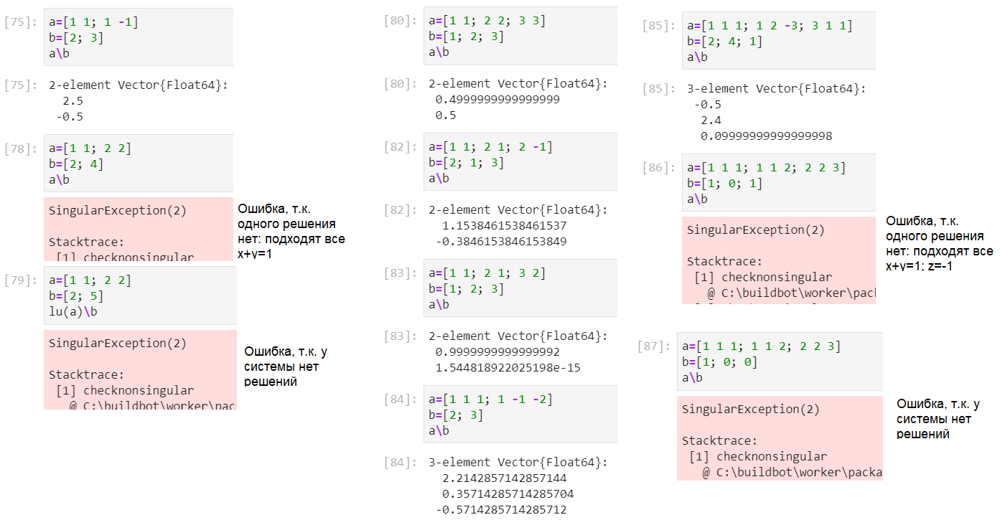 [75]:
a=[1 1; 1 -1]
b=[2; 3]
a\b
[75]:
2-element Vector{Float64}:
2.5
-0.5
[78]:
a=[1 1; 2 2]
b=[2; 4]
a\b
SingularException(2)
Stacktrace:
[1] checknonsingular
Ошибка, т.к.
одного решения
нет: подходят все
x+y=1
[79]:
a=[1 1; 2 2]
b=[2; 5]
lu(a)\b
SingularException(2)
Stacktrace:
[1] checknonsingular
@ C:\buildbot\worker\pac
Ошибка, т.к. у
системы нет
решений
[80]:
a=[1 1; 2 2; 3 3]
b=[1; 2; 3]
a\b
[80]:
2-element Vector{Float64}:
0.4999999999999999
0.5
[82]:
a=[1 1; 2 1; 2 -1]
b=[2; 1; 3]
a\b
[82]:
2-element Vector{Float64}:
1.1538461538461537
-0.3846153846153849
[83]:
a=[1 1; 2 1; 3 2]
b=[1; 2; 3]
a\b
[83]:
2-element Vector{Float64}:
0.9999999999999992
1.544818922025198e-15
[84]:
a=[1 1 1; 1 -1 -2]
b=[2; 3]
a\b
[84]:
3-element Vector{Float64}:
2.2142857142857144
0.35714285714285704
-0.5714285714285712
[85]:
a=[1 1 1; 1 2 -3; 3 1 1]
b=[2; 4; 1]
a\b
[85]:
3-element Vector{Float64}:
-0.5
2.4
0.09999999999999998
[86]:
a=[1 1 1; 1 1 2; 2 2 3]
b=[1; 0; 1]
a\b
SingularException(2)
Stacktrace:
[1] checknonsingular
@ C:\buildbot\worker\pac
Ошибка, т.к.
одного решения
нет: подходят все
x+y=1; z=-1
[87]:
a=[1 1 1; 1 1 2; 2 2 3]
b=[1; 0; 0]
a\b
SingularException(2)
Stacktrace:
[1] checknonsingular
@ C:\buildbot\worker\packa
Ошибка, т.к. у
системы нет
решений